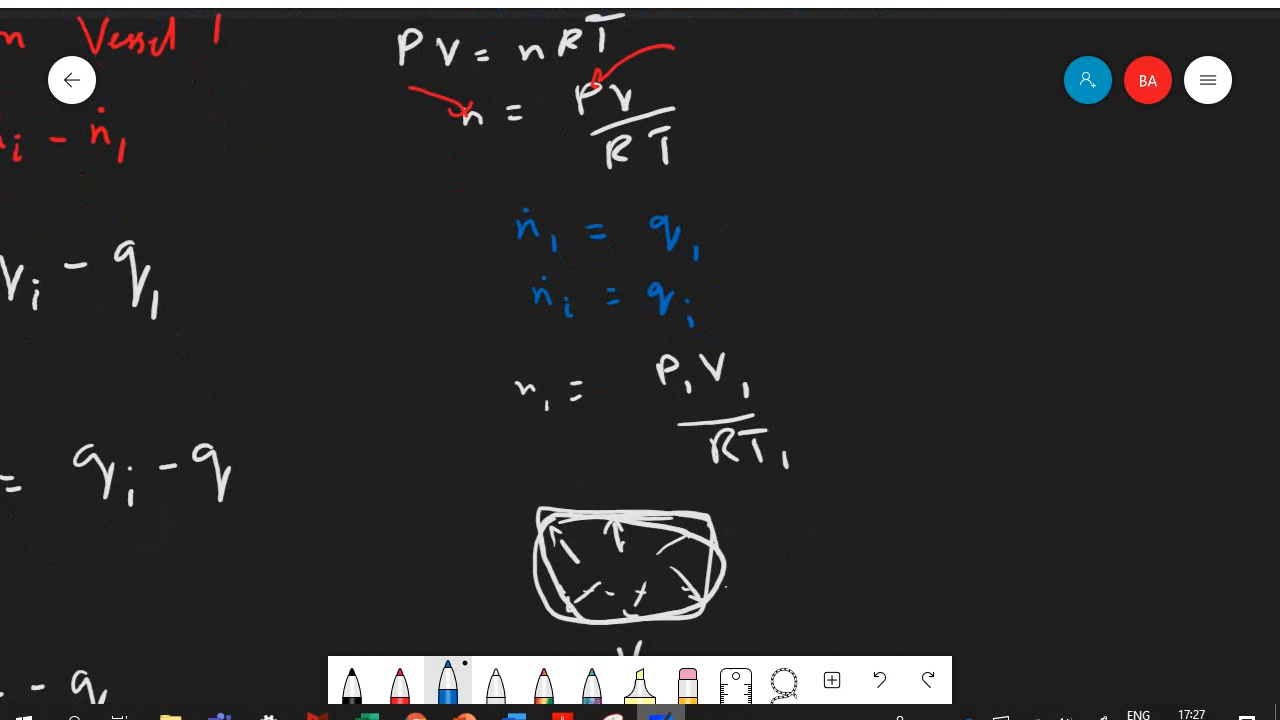 n Vessel 1
PV = nRT
n = PV / RT
ṅi - ṅ1
ṅ1 = q1
vi - q1
ṅi = qi
n1 = P1V1 / RT1
= qi - q
V
- q
BA
ENG
17:27